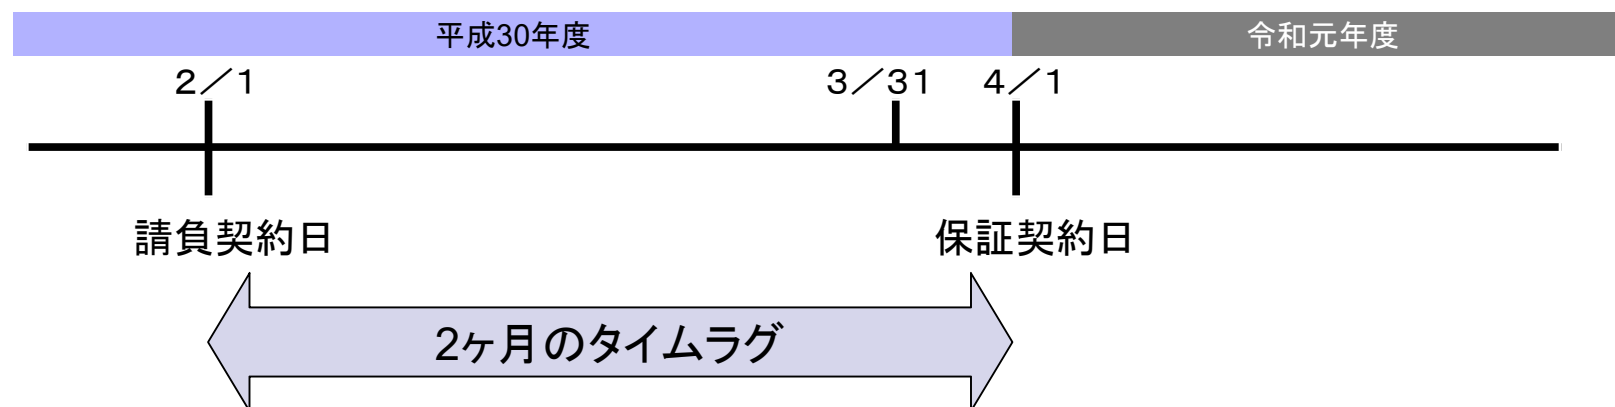 平成30年度
令和元年度
２／１
３／３１
４／１
請負契約日
保証契約日
2ヶ月のタイムラグ